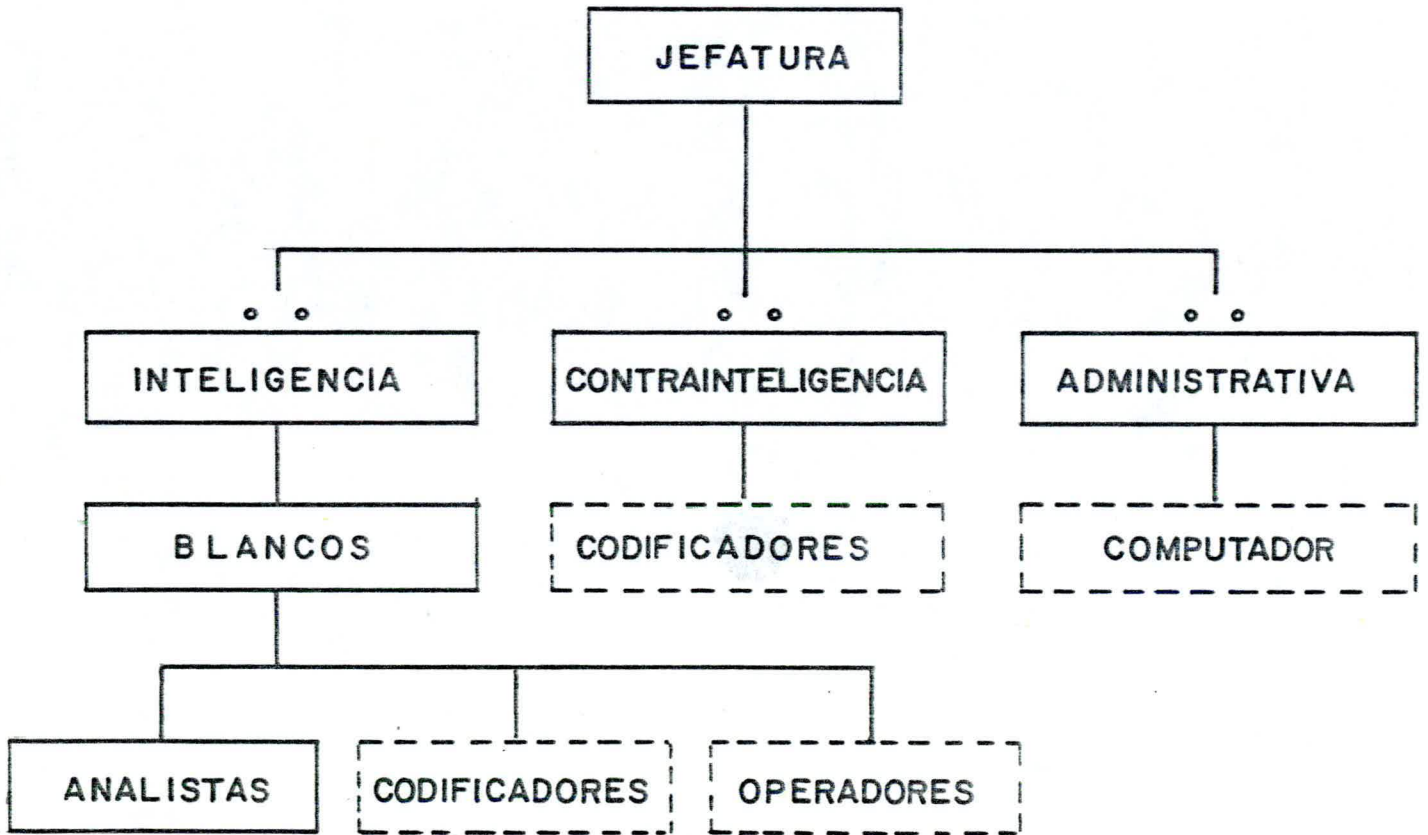 JEFATURA
INTELIGENCIA
CONTRAINTELIGENCIA
ADMINISTRATIVA
BLANCOS
CODIFICADORES
COMPUTADOR
ANALISTAS
CODIFICADORES
OPERADORES